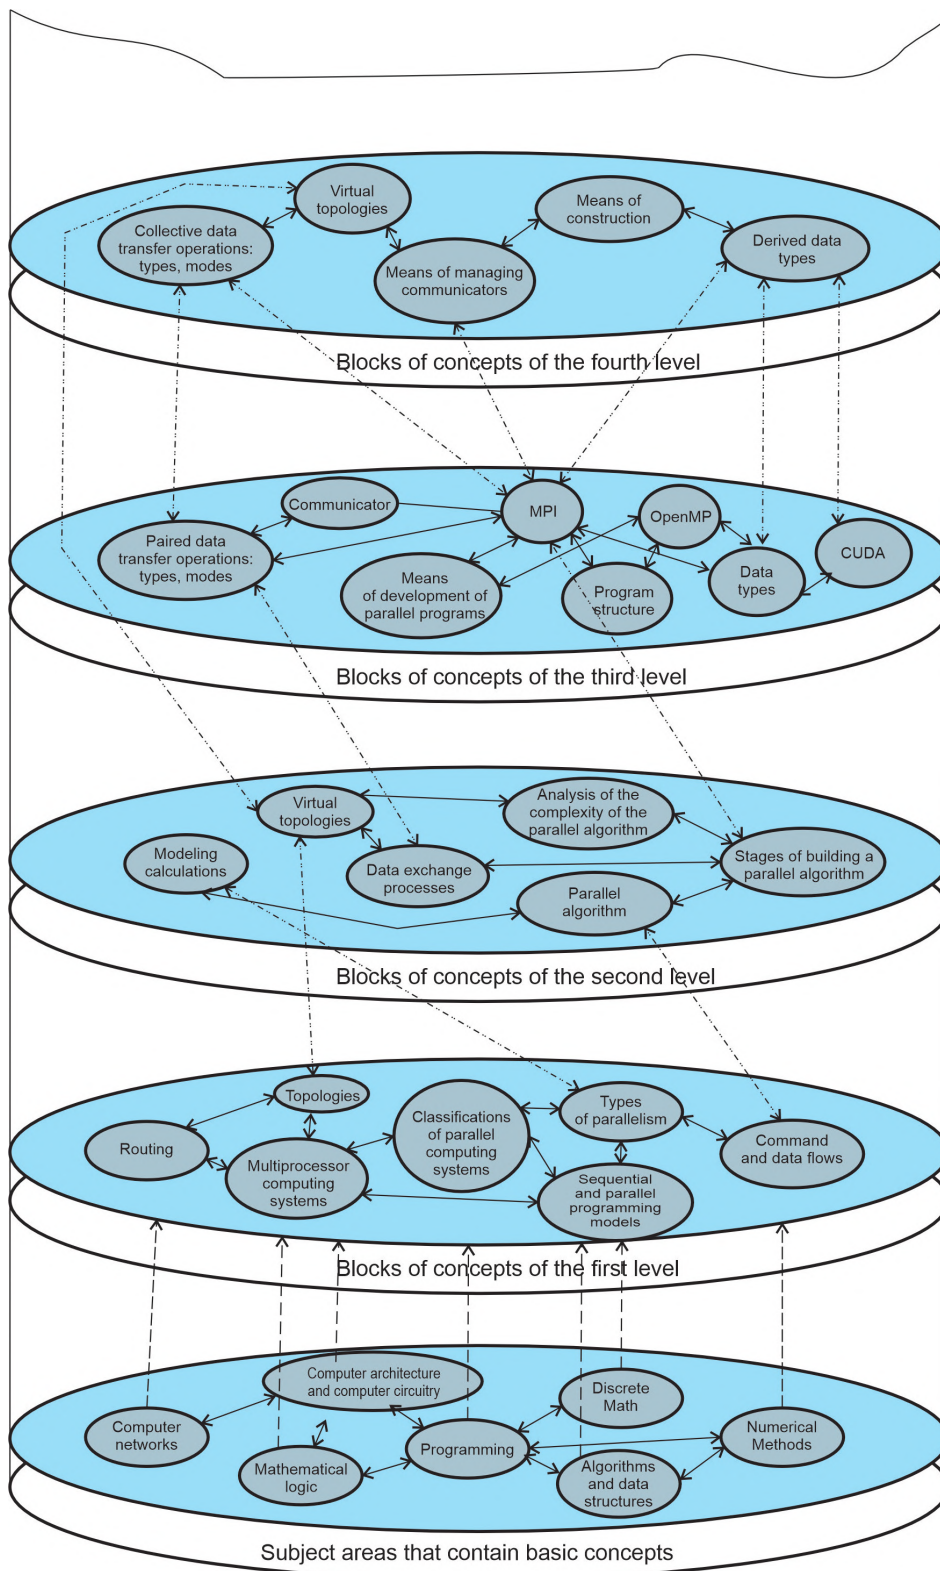 Virtual
topologies
Means of
construction
Collective data
transfer operations:
types, modes
Derived data
types
Means of managing
communicators
Blocks of concepts of the fourth level
Communicator
MPI
OpenMP
Paired data
transfer operations:
types, modes
CUDA
Means
of development of
parallel programs
Program
structure
Data
types
Blocks of concepts of the third level
Virtual
topologies
Analysis of the
complexity of the
parallel algorithm
Modeling
calculations
Data exchange
processes
Stages of building a
parallel algorithm
Parallel
algorithm
Blocks of concepts of the second level
Topologies
Classifications
of parallel
computing
systems
Types
of parallelism
Routing
Multiprocessor
computing
systems
Command
and data flows
Sequential
and parallel
programming
models
Blocks of concepts of the first level
Computer architecture
and computer circuitry
Discrete
Math
Computer
networks
Programming
Numerical
Methods
Mathematical
logic
Algorithms
and data
structures
Subject areas that contain basic concepts